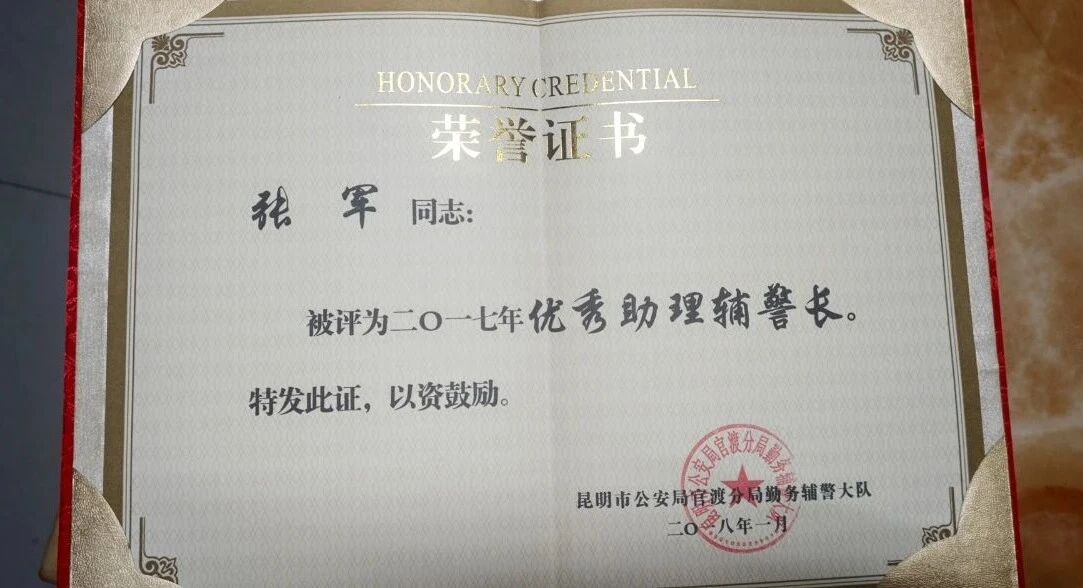 HONORARY CREDENTIAL
荣誉证书
张 军 同志:
被评为二〇一七年优秀助理辅警长。
特发此证，以资鼓励。
昆明市公安局官渡分局勤务辅警大队
二〇一八年一月